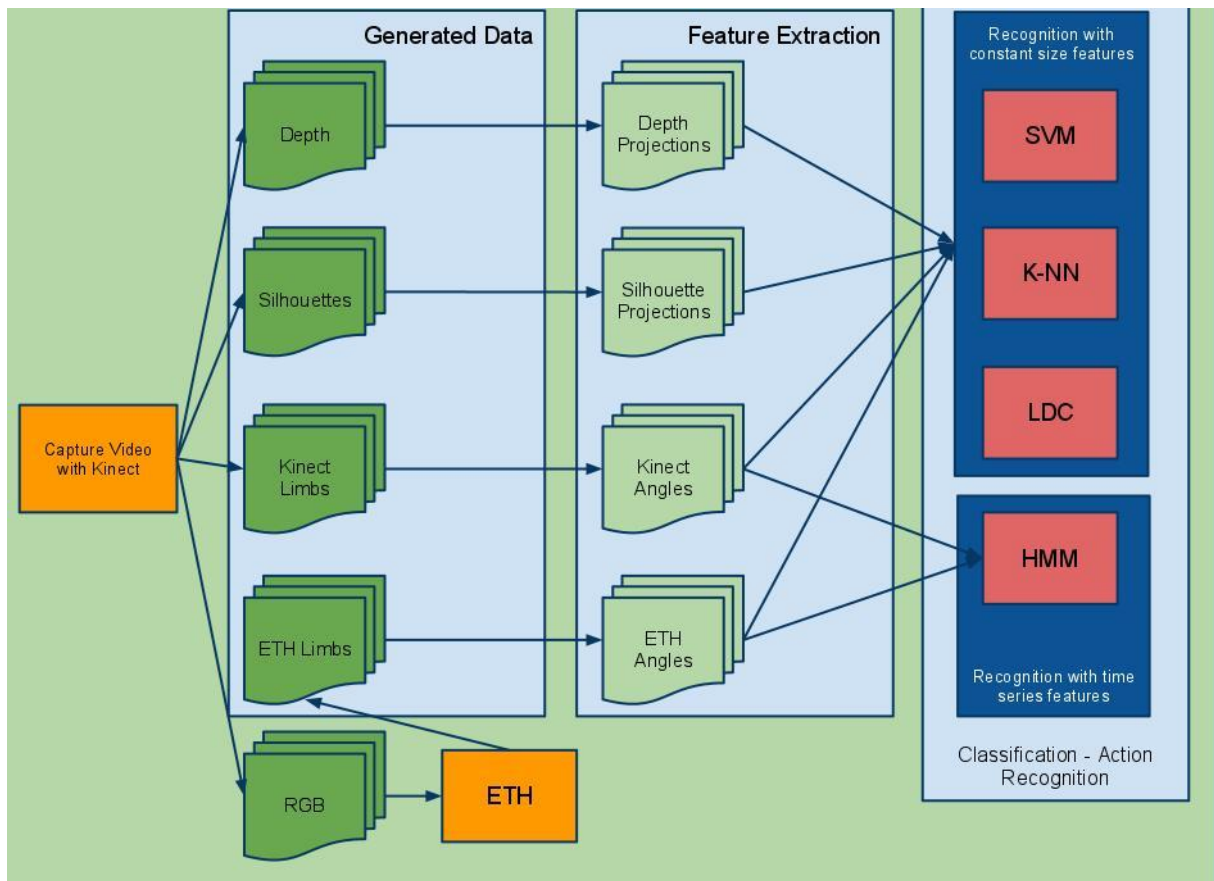 Generated Data
Feature Extraction
Recognition with
constant size features
Depth
Depth
Projections
SVM
Silhouettes
Silhouette
Projections
K-NN
LDC
Capture Video
with Kinect
Kinect
Limbs
Kinect
Angles
HMM
ETH Limbs
ETH
Angles
Recognition with time
series features
Classification - Action
Recognition
RGB
ETH